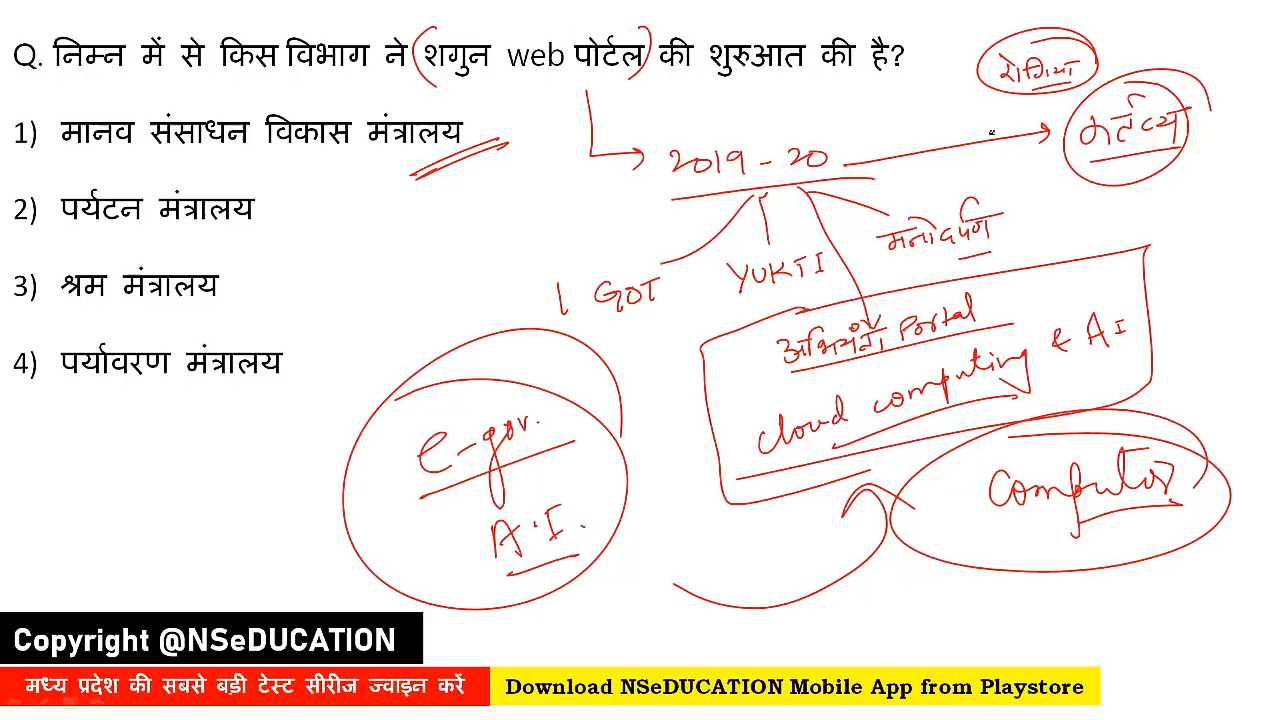 Q. निम्न में से किस विभाग ने (शगुन web पोर्टल) की शुरुआत की है?
1) मानव संसाधन विकास मंत्रालय
2) पर्यटन मंत्रालय
3) श्रम मंत्रालय
4) पर्यावरण मंत्रालय
2019-20
कर्तव्य
मनोदर्पण
YUKTI
I GOT
Portal
cloud computing & AI
e-gov.
A.I.
Computer
Copyright @NSeDUCATION
मध्य प्रदेश की सबसे बड़ी टेस्ट सीरीज ज्वाइन करें
Download NSeDUCATION Mobile App from Playstore